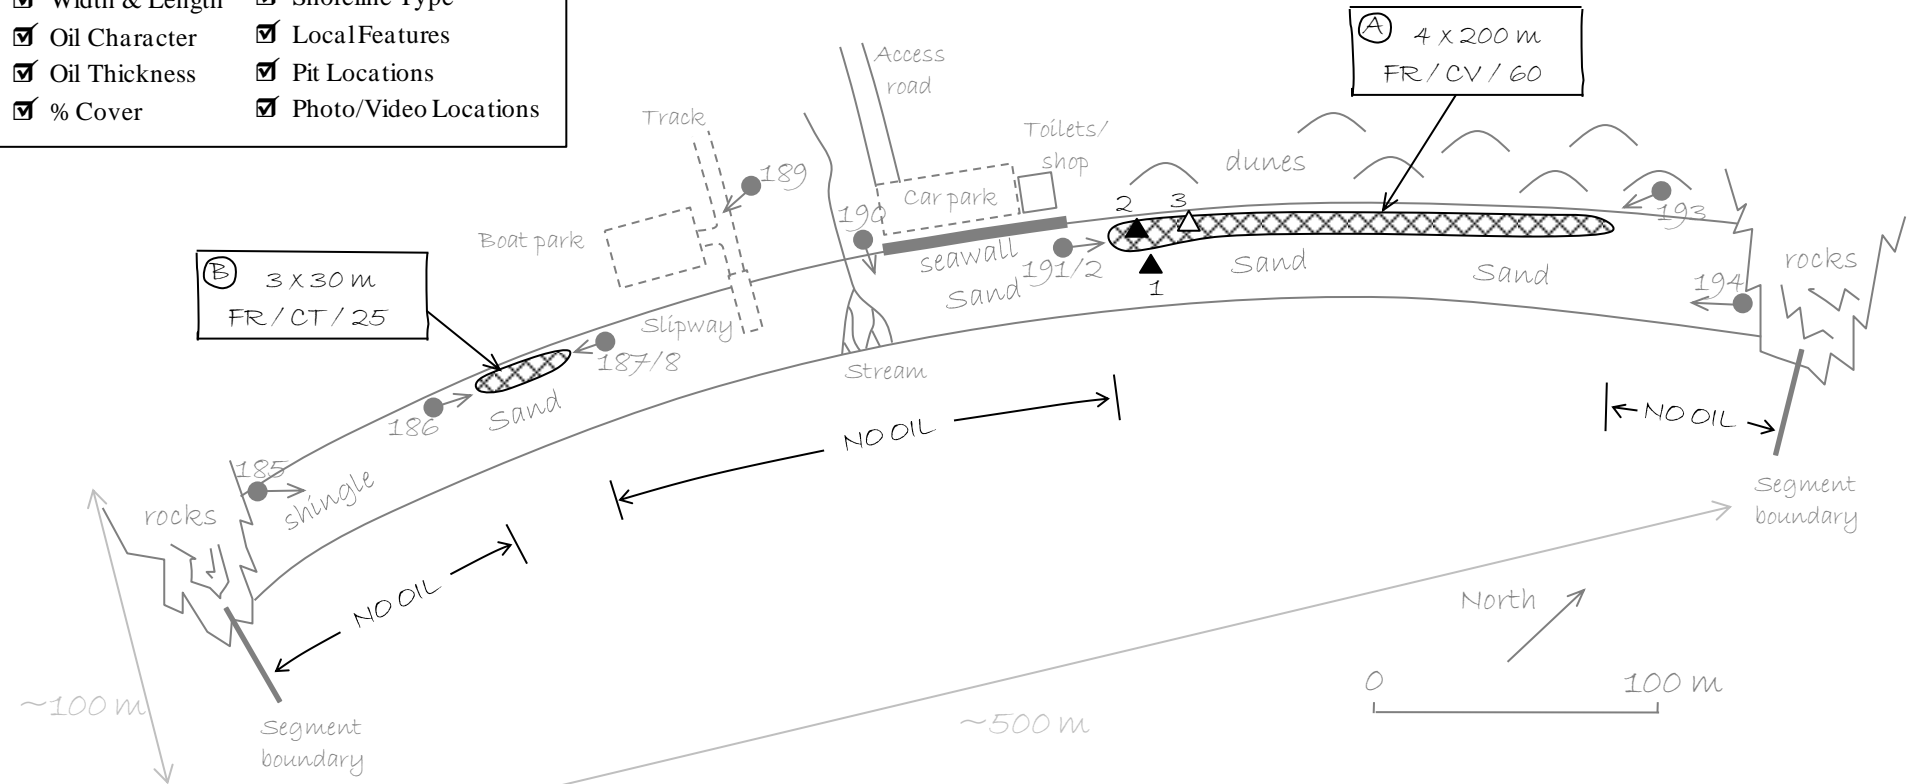 Width & Length
Shoreline Type
Oil Character
Local Features
Oil Thickness
Pit Locations
% Cover
Photo/Video Locations
A 4 x 200 m
FR / CV / 60
Access
road
Track
Toilets/
shop
dunes
189
Car park
190
2
3
193
Boat park
seawall
191/2
Sand
Sand
rocks
B 3 x 30 m
FR / CT / 25
Sand
1
194
Slipway
187/8
Stream
186
Sand
NO OIL
NO OIL
185
shingle
rocks
Segment
boundary
NO OIL
North
~100 m
0
100 m
~500 m
Segment
boundary